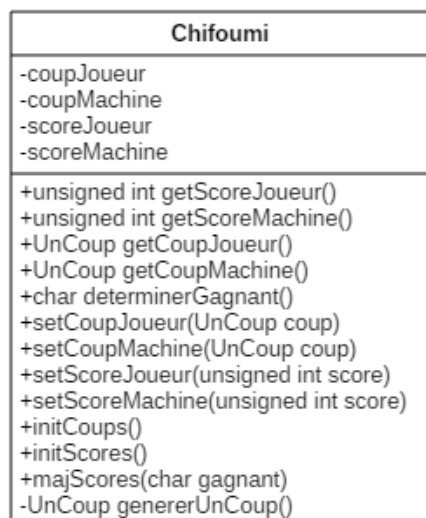 Chifoumi
-coupJoueur
-coupMachine
-scoreJoueur
-scoreMachine
+unsigned int getScoreJoueur()
+unsigned int getScoreMachine()
+UnCoup getCoupJoueur()
+UnCoup getCoupMachine()
+char determinerGagnant()
+setCoupJoueur(UnCoup coup)
+setCoupMachine(UnCoup coup)
+setScoreJoueur(unsigned int score)
+setScoreMachine(unsigned int score)
+initCoups()
+initScores()
+majScores(char gagnant)
-UnCoup genererUnCoup()